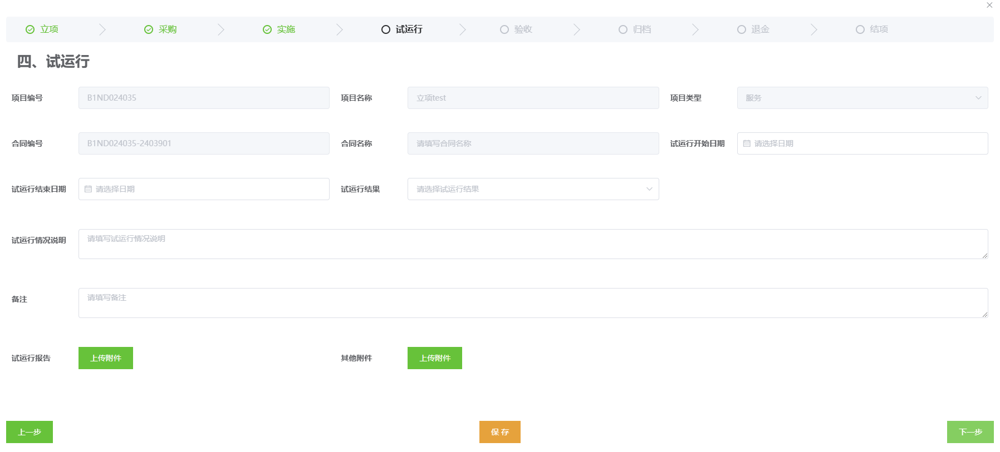 立项 采购 实施 试运行 验收 归档 退金 结项
四、试运行
项目编号 B1ND024035 项目名称 立项test 项目类型 服务
合同编号 B1ND024035-2403901 合同名称 请填写合同名称 试运行开始日期 请选择日期
试运行结束日期 请选择日期 试运行结果 请选择试运行结果
试运行情况说明 请填写试运行情况说明
备注 请填写备注
试运行报告 上传附件 其他附件 上传附件
上一步 保存 下一步